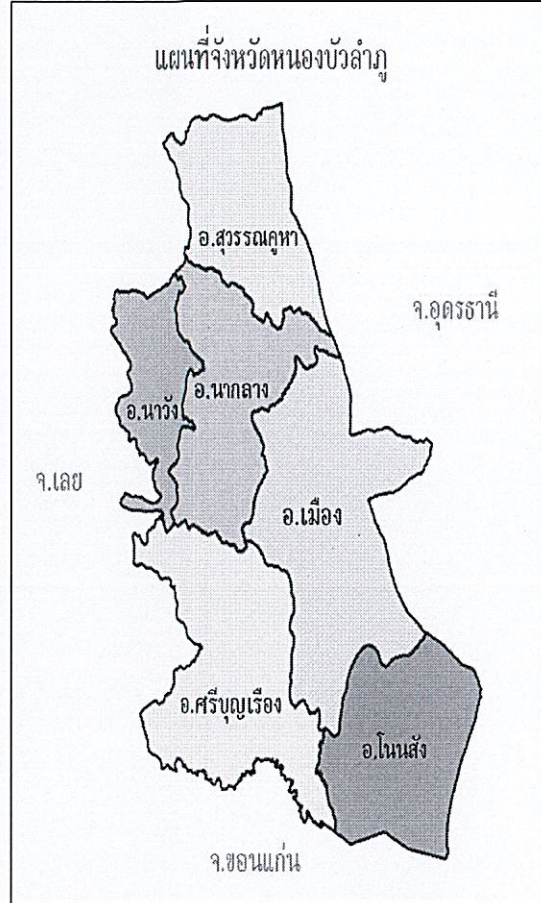 แผนที่จังหวัดหนองบัวลำภู
อ.สุวรรณคูหา
จ.อุดรธานี
อ.นากลาง
อ.นาวัง
จ.เลย
อ.เมือง
อ.ศรีบุญเรือง
อ.โนนสัง
จ.ขอนแก่น